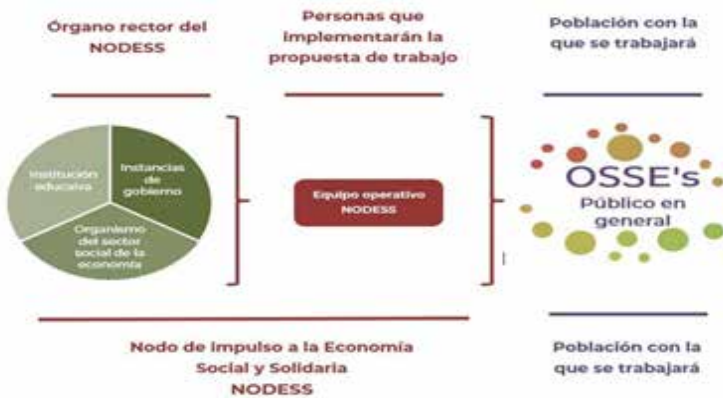 Órgano rector del
NODESS
Personas que
implementarán la
propuesta de trabajo
Población con la
que se trabajará
Institución
educaiva
Instancias
de
gobierno
Organismo
del sector
social de la
economía
Equipo operativo
NODESS
OSSE's
Público en
general
Nodo de impulso a la Economía
Social y Solidaria
NODESS
Población con la
que se trabajará